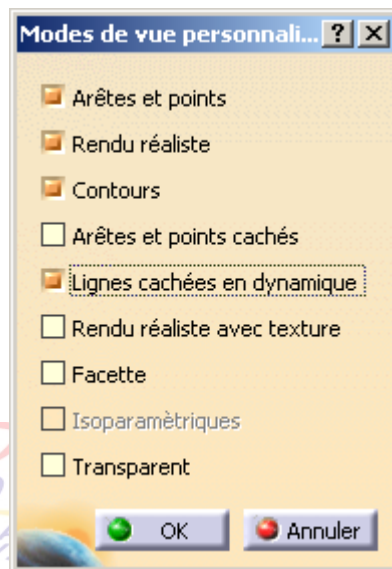 Modes de vue personnali... ? X
Arêtes et points
Rendu réaliste
Contours
Arêtes et points cachés
Lignes cachées en dynamique
Rendu réaliste avec texture
Facette
Isoparamètriques
Transparent
OK Annuler